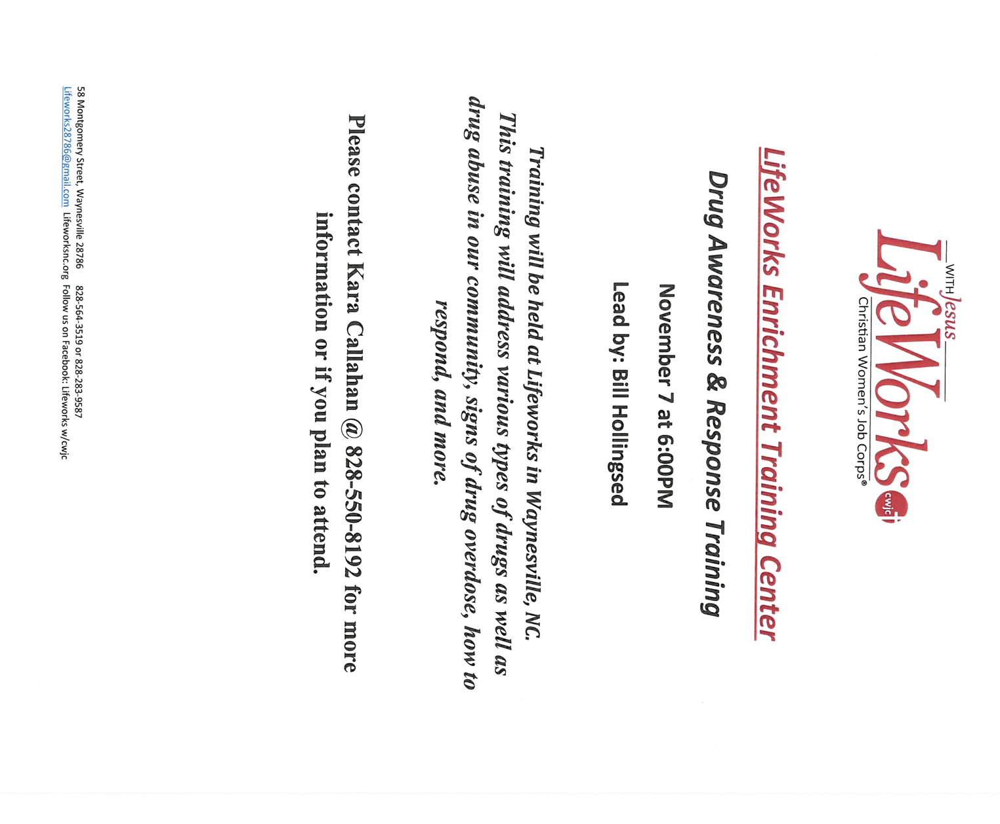 WITH Jesus
LifeWorks
cwjc
Christian Women's Job Corps®
LifeWorks Enrichment Training Center
Drug Awareness & Response Training
November 7 at 6:00PM
Lead by: Bill Hollingsed
Training will be held at Lifeworks in Waynesville, NC.
This training will address various types of drugs as well as
drug abuse in our community, signs of drug overdose, how to
respond, and more.
Please contact Kara Callahan @ 828-550-8192 for more
information or if you plan to attend.
58 Montgomery Street, Waynesville 28786 828-564-3519 or 828-283-9587
Lifeworks28786@gmail.com Lifeworksnc.org Follow us on Facebook: Lifeworks w/cwjc